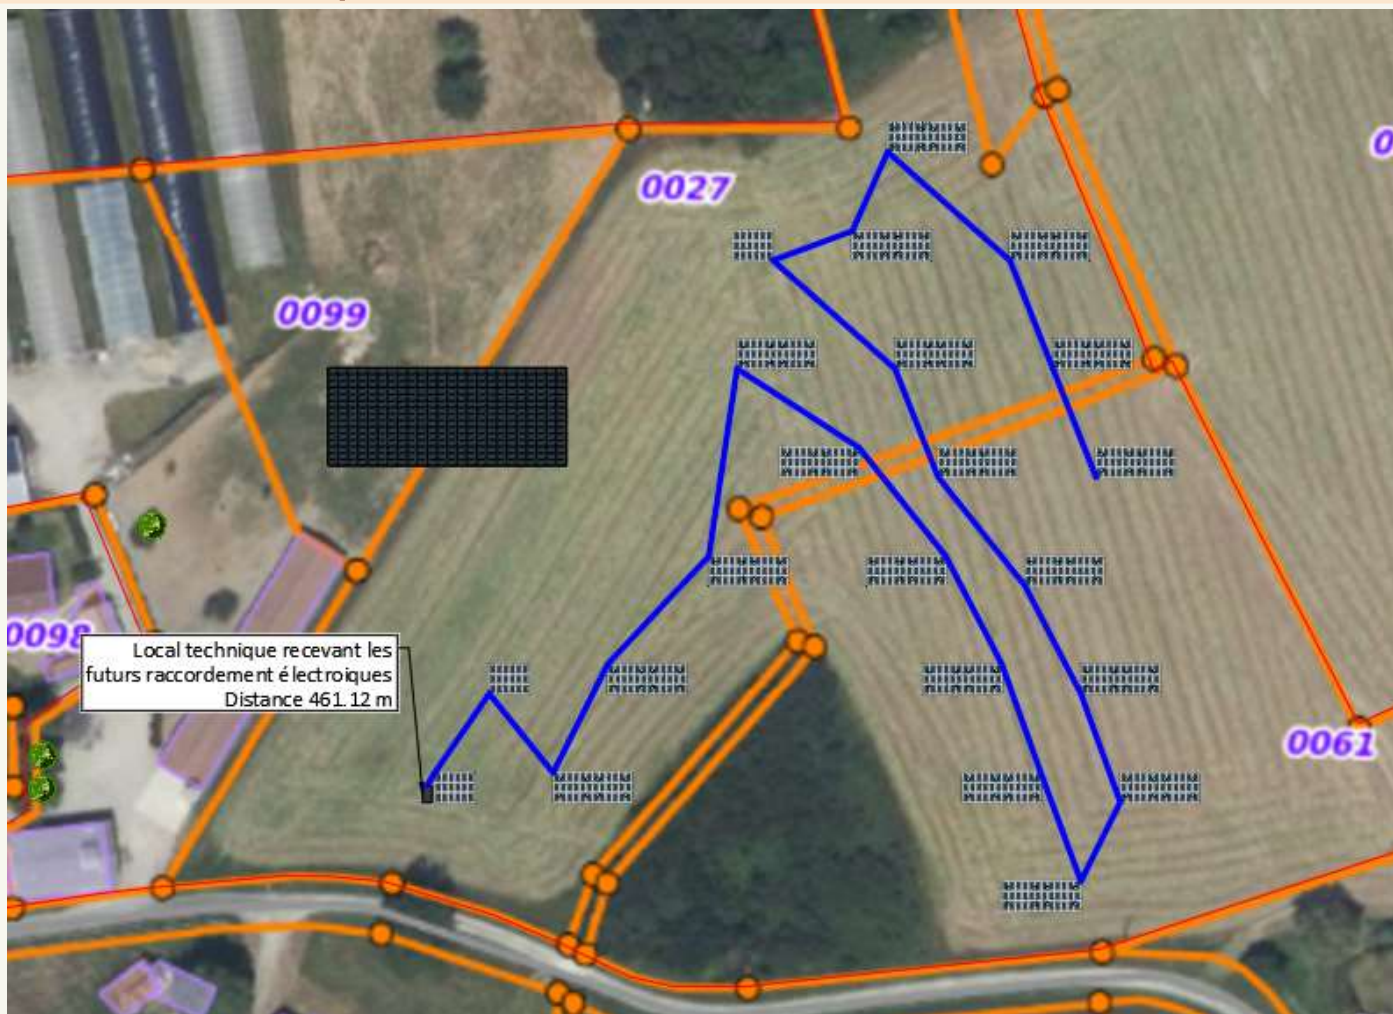 0027
0099
0098
Local technique recevant les
futurs raccordement électroiques
Distance 461.12 m
0061